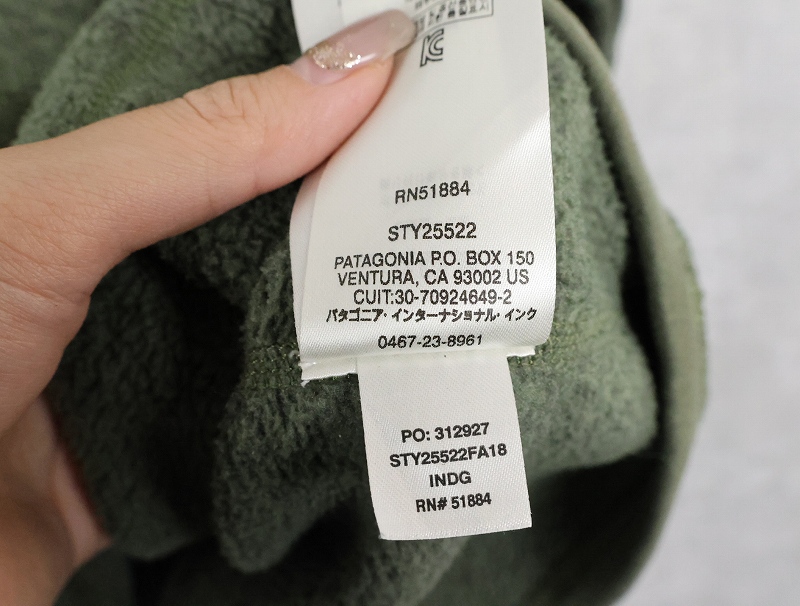 RN51884
STY25522
PATAGONIA P.O. BOX 150
VENTURA, CA 93002 US
CUIT:30-70924649-2
パタゴニア・インターナショナル・インク
0467-23-8961
PO: 312927
STY25522FA18
INDG
RN# 51884